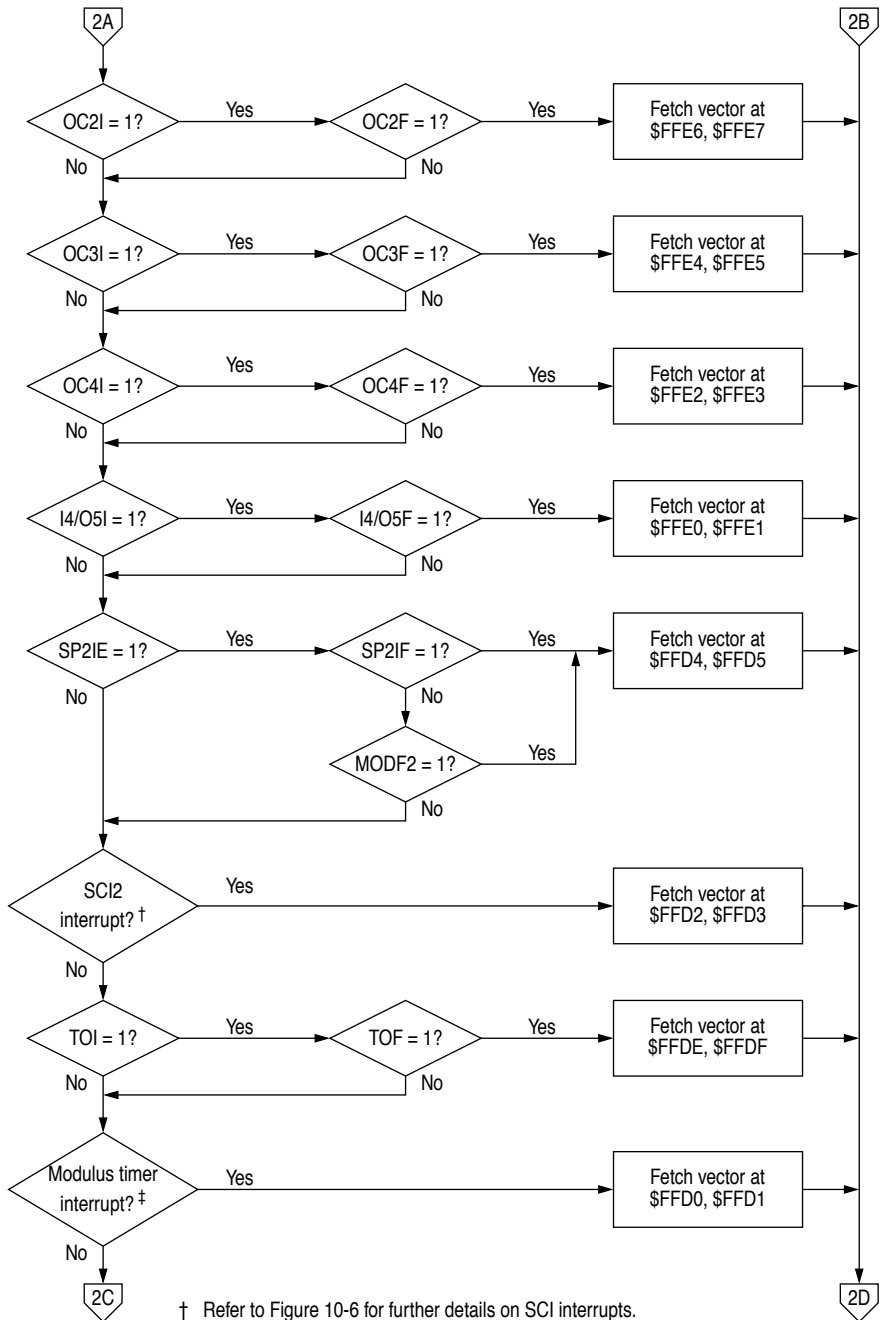 2A
2B
OC2I = 1?
Yes
OC2F = 1?
Yes
Fetch vector at
$FFE6, $FFE7
No
No
OC3I = 1?
Yes
OC3F = 1?
Yes
Fetch vector at
$FFE4, $FFE5
No
No
OC4I = 1?
Yes
OC4F = 1?
Yes
Fetch vector at
$FFE2, $FFE3
No
No
I4/O5I = 1?
Yes
I4/O5F = 1?
Yes
Fetch vector at
$FFE0, $FFE1
No
No
SP2IE = 1?
Yes
SP2IF = 1?
Yes
Fetch vector at
$FFD4, $FFD5
No
No
MODF2 = 1?
Yes
No
SCI2
interrupt? †
Yes
Fetch vector at
$FFD2, $FFD3
No
TOI = 1?
Yes
TOF = 1?
Yes
Fetch vector at
$FFDE, $FFDF
No
No
Modulus timer
interrupt? ‡
Yes
Fetch vector at
$FFD0, $FFD1
No
2C
2D
† Refer to Figure 10-6 for further details on SCI interrupts.